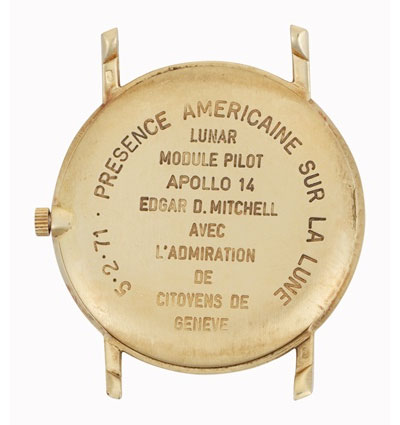 5·2·71· PRESENCE AMERICAINE SUR LA LUNE
LUNAR
MODULE PILOT
APOLLO 14
EDGAR D. MITCHELL
AVEC
L'ADMIRATION
DE
CITOYENS DE
GENEVE